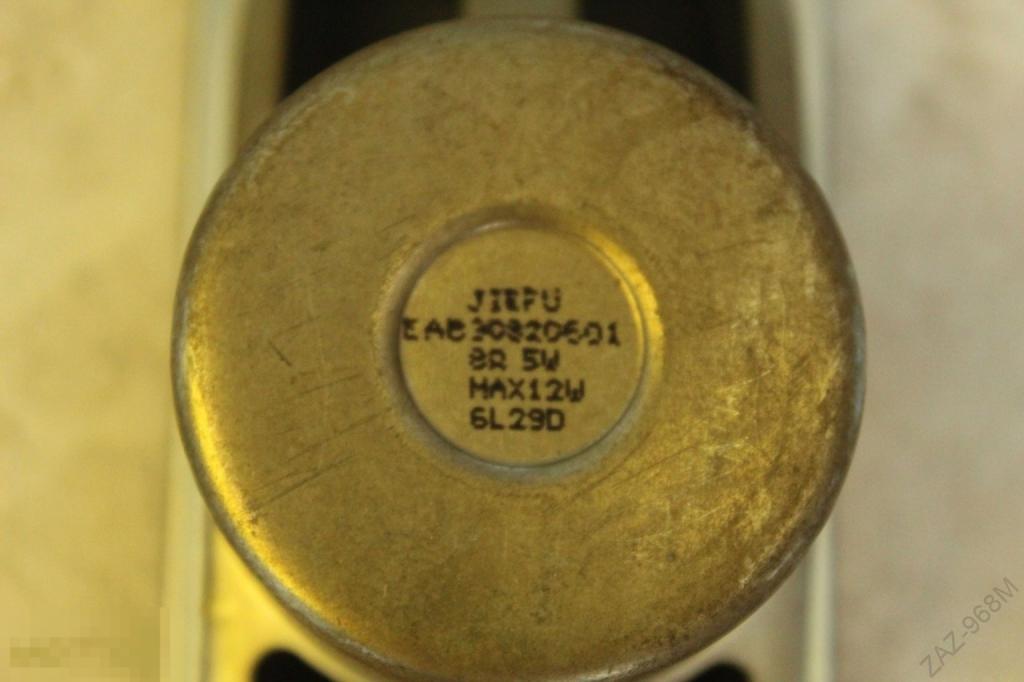 JIEFU
EAB30820601
8R 5W
MAX12W
6L29D
ZAZ-968M